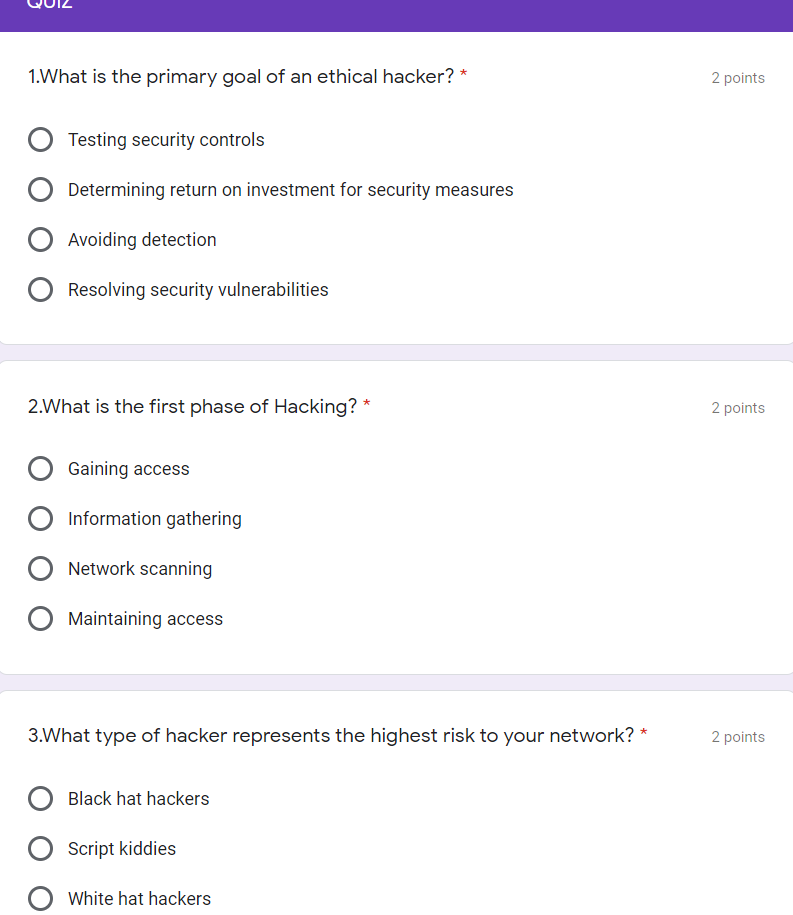 Quiz
1.What is the primary goal of an ethical hacker? *
2 points
Testing security controls
Determining return on investment for security measures
Avoiding detection
Resolving security vulnerabilities
2.What is the first phase of Hacking? *
2 points
Gaining access
Information gathering
Network scanning
Maintaining access
3.What type of hacker represents the highest risk to your network? *
2 points
Black hat hackers
Script kiddies
White hat hackers